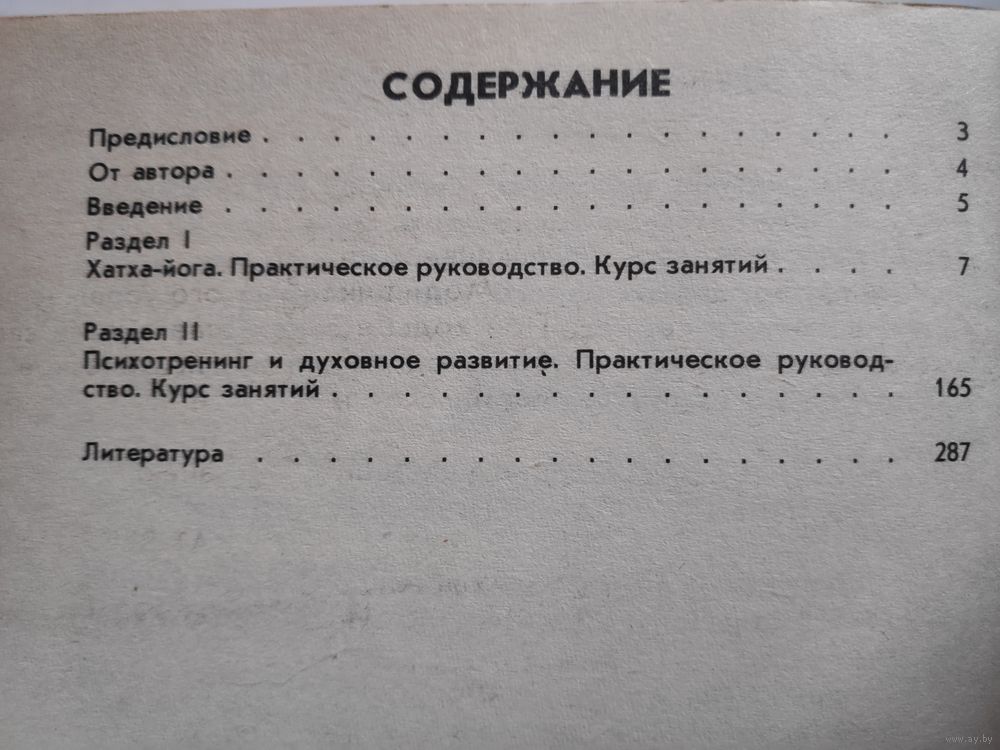 СОДЕРЖАНИЕ
Предисловие . . . . . . . . . . . . . . . . . . 3
От автора . . . . . . . . . . . . . . . . . . . 4
Введение . . . . . . . . . . . . . . . . . . . 5
Раздел I
Хатха-йога. Практическое руководство. Курс занятий . . . . 7
Раздел II
Психотренинг и духовное развитие. Практическое руковод-
ство. Курс занятий . . . . . . . . . . . . . . . 165
Литература . . . . . . . . . . . . . . . . . . 287
www.ay.by